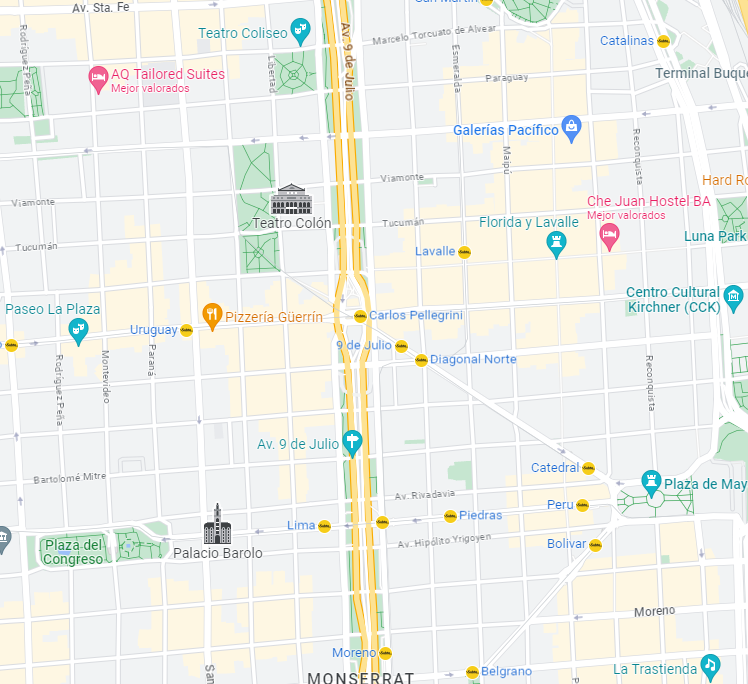 San Martín
Av. Sta. Fe
Rodríguez Peña
Teatro Coliseo
Av. 9 de Julio
Marcelo Torcuato de Alvear
Catalinas
Libertad
Esmeralda
AQ Tailored Suites
Mejor valorados
Paraguay
Terminal Buque
Galerías Pacífico
Reconquista
Maipú
Viamonte
Hard Ro
Viamonte
Che Juan Hostel BA
Mejor valorados
Teatro Colón
Tucumán
Florida y Lavalle
Luna Park
Tucumán
Lavalle
Centro Cultural
Kirchner (CCK)
Paseo La Plaza
Pizzería Güerrín
Carlos Pellegrini
Uruguay
9 de Julio
Diagonal Norte
Rodríguez Peña
Montevideo
Paraná
Reconquista
Av. 9 de Julio
Catedral
Bartolomé Mitre
Plaza de May
Av. Rivadavia
Peru
Lima
Piedras
Av. Hipólito Yrigoyen
Bolivar
Plaza del
Congreso
Palacio Barolo
Moreno
Moreno
San
Belgrano
La Trastienda
MONSERRAT